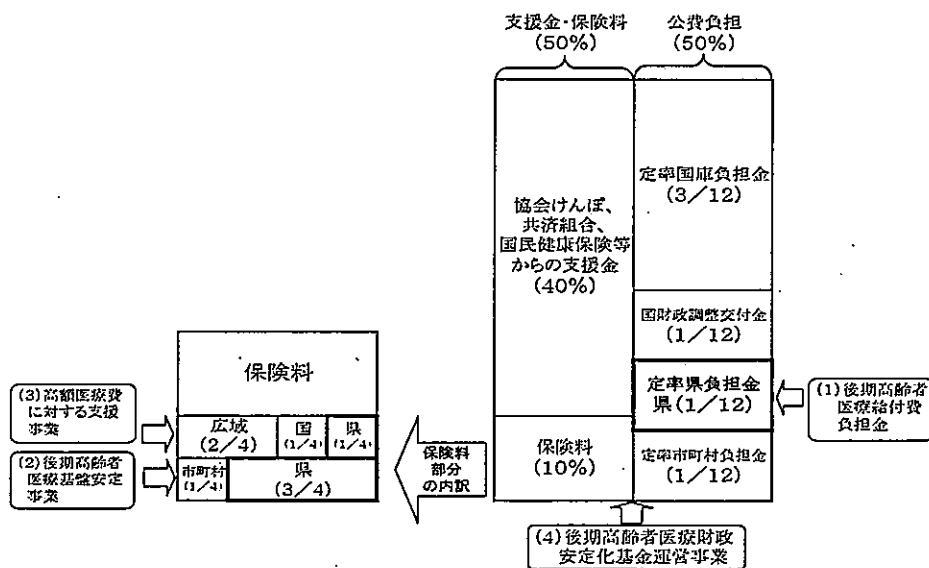 支援金・保険料
(50%)
公費負担
(50%)
協会けんぽ、
共済組合、
国民健康保険等
からの支援金
(40%)
定率国庫負担金
(3/12)
国財政調整交付金
(1/12)
定率県負担金
県(1/12)
(1)後期高齢者
医療給付費
負担金
保険料
(10%)
定率市町村負担金
(1/12)
(4)後期高齢者医療財政
安定化基金運営事業
保険料
部分
の内訳
保険料
(3)高額医療費
に対する支援
事業
広域
(2/4)
国
(1/4)
県
(1/4)
(2)後期高齢者
医療基盤安定
事業
市町村
(1/4)
県
(3/4)